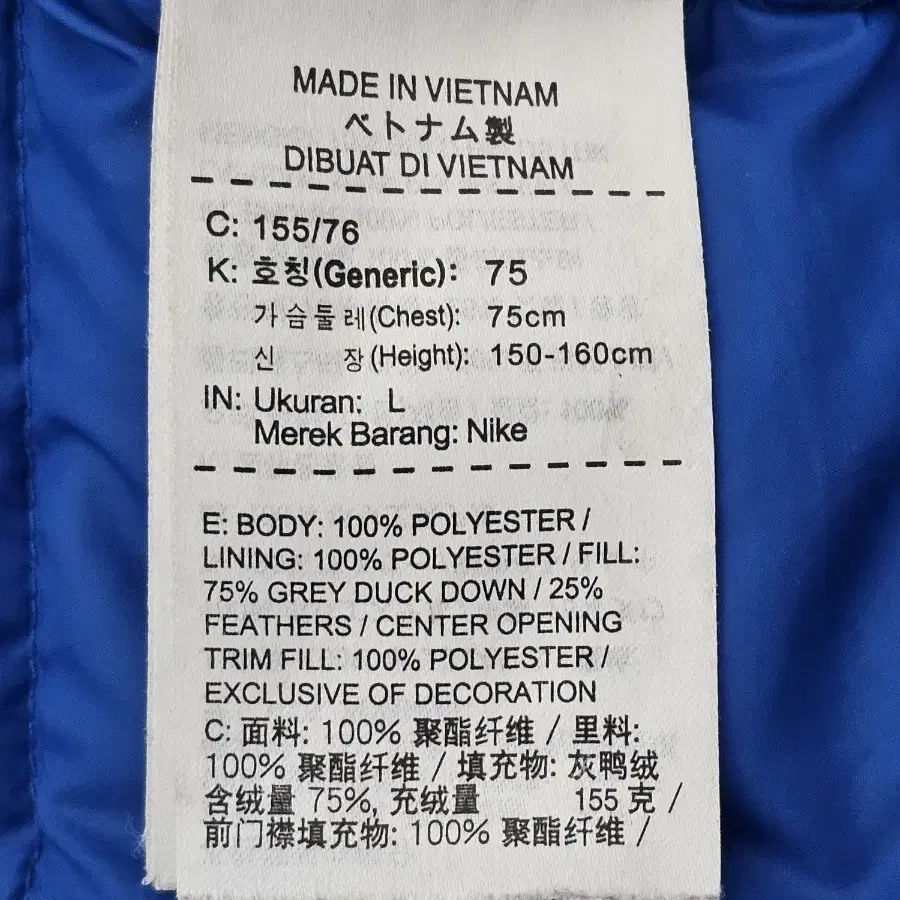 MADE IN VIETNAM
ベトナム製
DIBUAT DI VIETNAM
C: 155/76
K: 호칭(Generic): 75
가슴둘레(Chest): 75cm
신 장(Height): 150-160cm
IN: Ukuran: L
Merek Barang: Nike
E: BODY: 100% POLYESTER /
LINING: 100% POLYESTER / FILL:
75% GREY DUCK DOWN / 25%
FEATHERS / CENTER OPENING
TRIM FILL: 100% POLYESTER /
EXCLUSIVE OF DECORATION
C: 面料: 100% 聚酯纤维 / 里料:
100% 聚酯纤维 / 填充物: 灰鸭绒
含绒量 75%, 充绒量 155 克 /
前门襟填充物: 100% 聚酯纤维 /